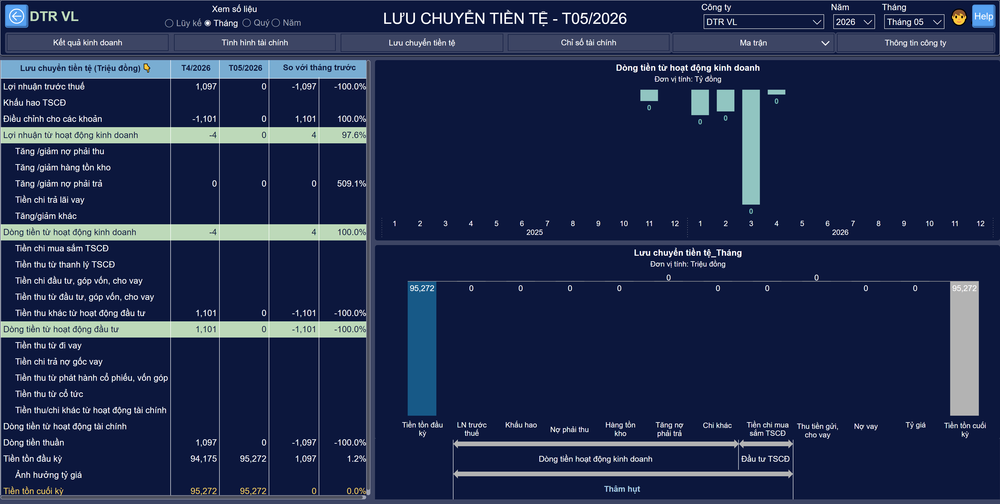 DTR VL
Xem số liệu
Lũy kế Tháng Quý Năm
LƯU CHUYỂN TIỀN TỆ - T05/2026
Công ty Năm Tháng
DTR VL 2026 Tháng 05
Help
Kết quả kinh doanh Tình hình tài chính Lưu chuyển tiền tệ Chỉ số tài chính Ma trận Thông tin công ty
Lưu chuyển tiền tệ (Triệu đồng) T4/2026 T05/2026 So với tháng trước
Lợi nhuận trước thuế 1,097 0 -1,097 -100.0%
Khấu hao TSCĐ
Điều chỉnh cho các khoản -1,101 0 1,101 100.0%
Lợi nhuận từ hoạt động kinh doanh -4 0 4 97.6%
Tăng /giảm nợ phải thu
Tăng /giảm hàng tồn kho
Tăng /giảm nợ phải trả 0 0 0 509.1%
Tiền chi trả lãi vay
Tăng/giảm khác
Dòng tiền từ hoạt động kinh doanh -4 4 100.0%
Tiền chi mua sắm TSCĐ
Tiền thu từ thanh lý TSCĐ
Tiền chi đầu tư, góp vốn, cho vay
Tiền thu từ đầu tư, góp vốn, cho vay
Tiền thu khác từ hoạt động đầu tư 1,101 0 -1,101 -100.0%
Dòng tiền từ hoạt động đầu tư 1,101 0 -1,101 -100.0%
Tiền thu từ đi vay
Tiền chi trả nợ gốc vay
Tiền thu từ phát hành cổ phiếu, vốn góp
Tiền thu từ cổ tức
Tiền thu/chi khác từ hoạt động tài chính
Dòng tiền từ hoạt động tài chính
Dòng tiền thuần 1,097 0 -1,097 -100.0%
Tiền tồn đầu kỳ 94,175 95,272 1,097 1.2%
Ảnh hưởng tỷ giá
Tiền tồn cuối kỳ 95,272 95,272 0 0.0%
Dòng tiền từ hoạt động kinh doanh
Đơn vị tính: Tỷ đồng
0 0 0 0 0
1 2 3 4 5 6 7 8 9 10 11 12 1 2 3 4 5 6 7 8 9 10 11 12
2025 2026
Lưu chuyển tiền tệ_Tháng
Đơn vị tính: Triệu đồng
0 0
95,272 0 0 0 0 0 0 0 0 95,272
Tiền tồn đầu kỳ
LN trước thuế
Khấu hao
Nợ phải thu
Hàng tồn kho
Tăng nợ phải trả
Chi khác
Tiền chi mua sắm TSCĐ
Thu tiền gửi, cho vay
Nợ vay
Tỷ giá
Tiền tồn cuối kỳ
Dòng tiền hoạt động kinh doanh Đầu tư TSCĐ
Thâm hụt